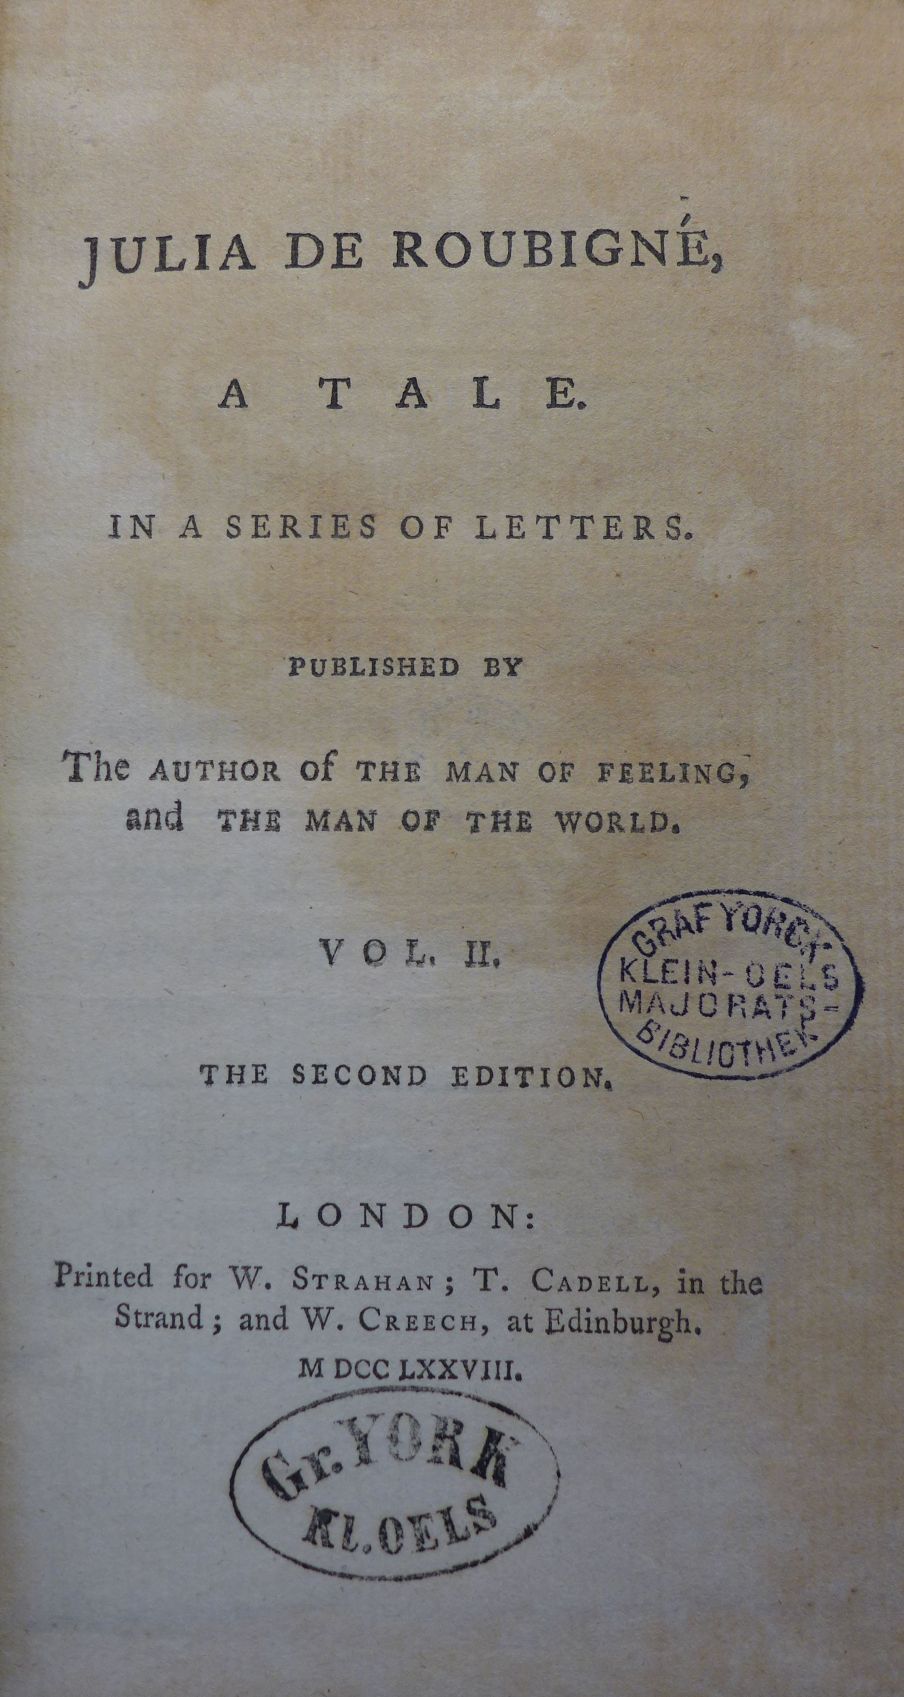 JULIA DE ROUBIGNÉ,
A TALE.
IN A SERIES OF LETTERS.
PUBLISHED BY
The AUTHOR of THE MAN OF FEELING,
and THE MAN OF THE WORLD.
VOL. II.
GRAF YORCK
KLEIN-OELS
MAJORATS-
BIBLIOTHEK
THE SECOND EDITION.
LONDON:
Printed for W. STRAHAN; T. CADELL, in the
Strand; and W. CREECH, at Edinburgh.
M DCC LXXVIII.
Gr. YORK
Kl. OELS